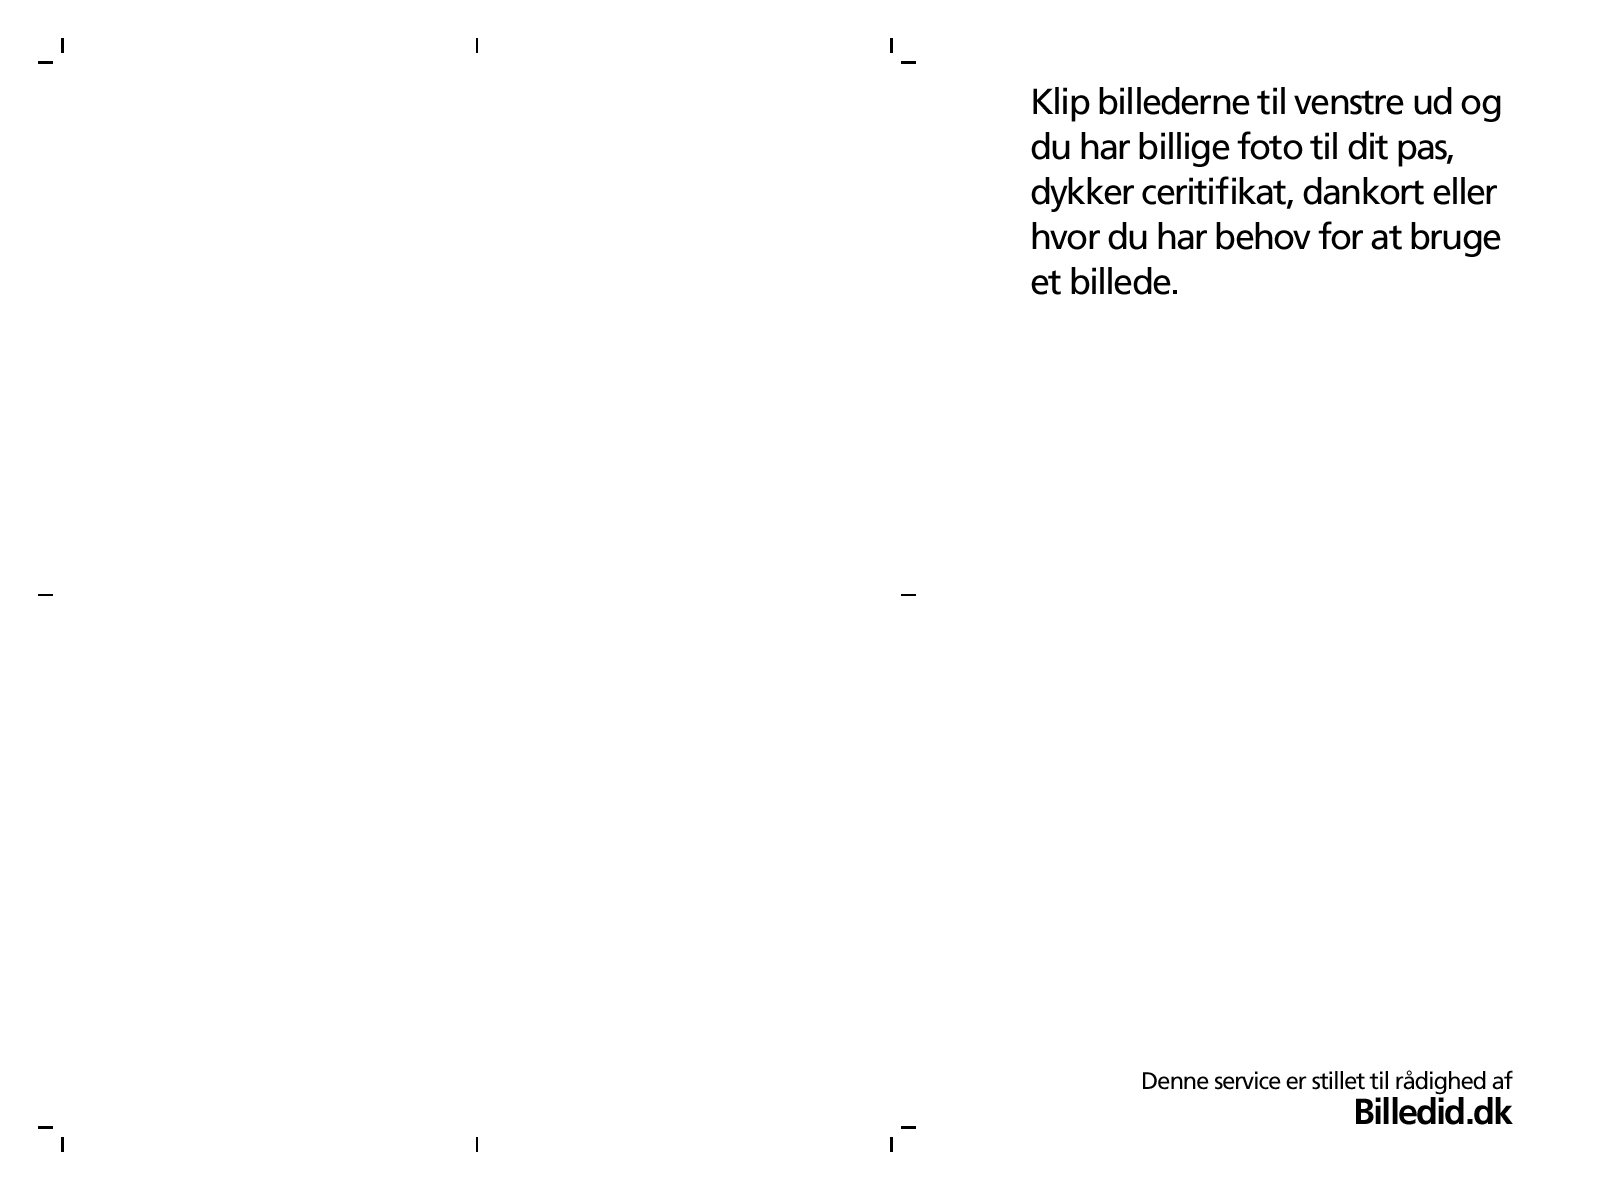 Klip billederne til venstre ud og
du har billige foto til dit pas,
dykker ceritifikat, dankort eller
hvor du har behov for at bruge
et billede.
Denne service er stillet til rådighed af
Billedid.dk